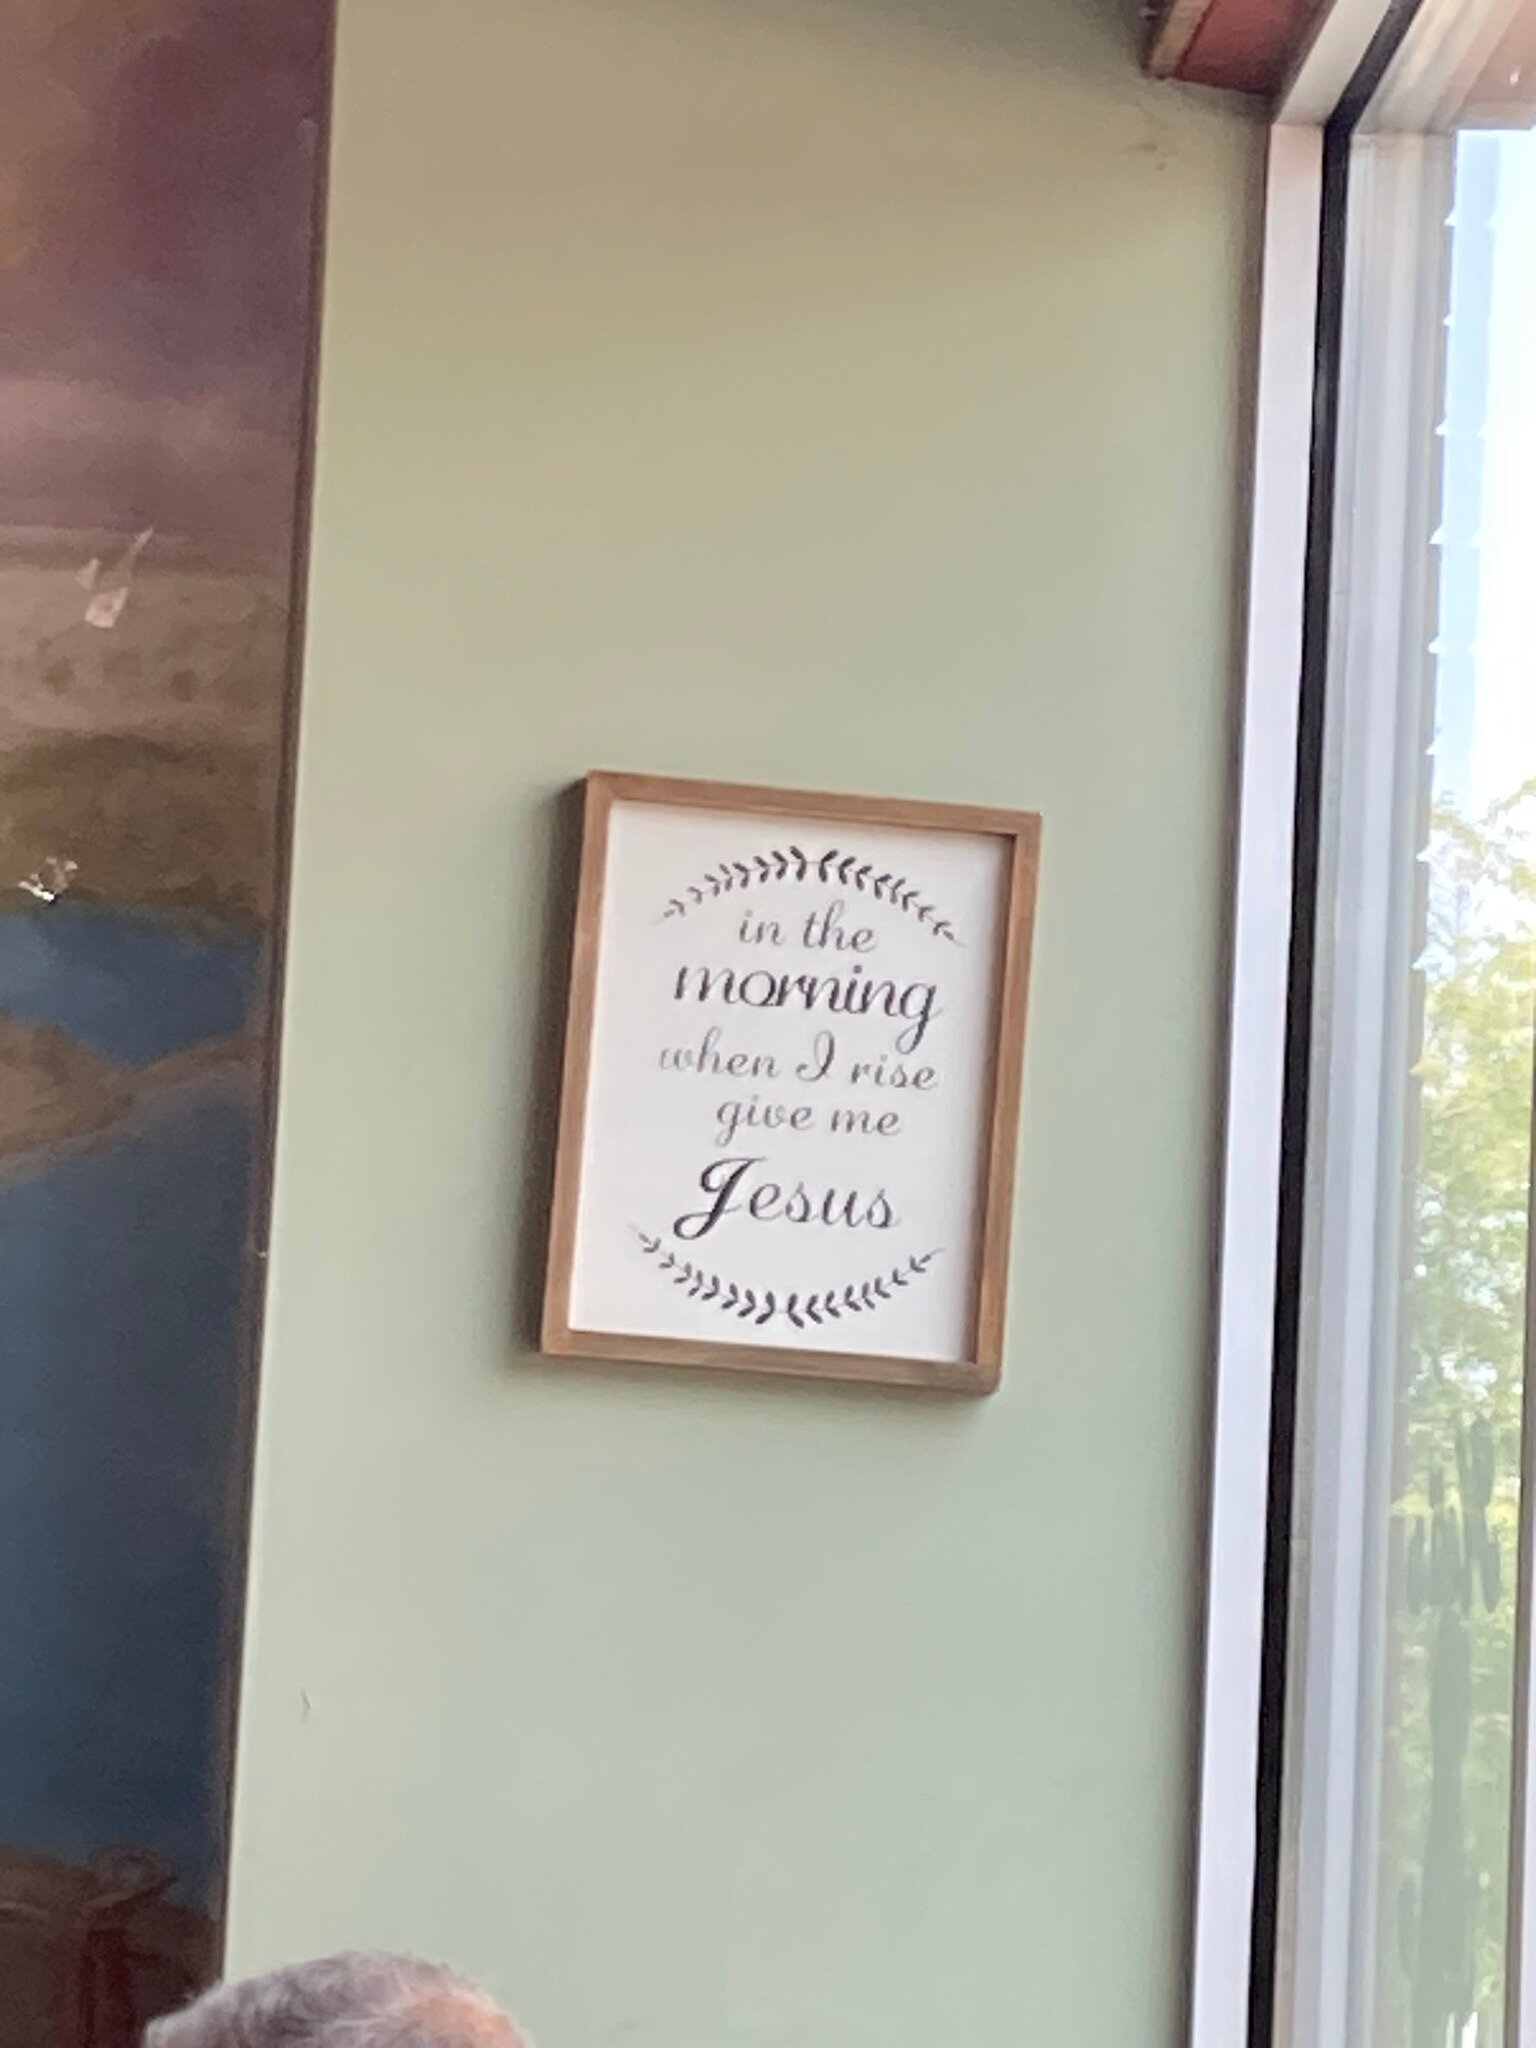 in the
morning
when I rise
give me
Jesus